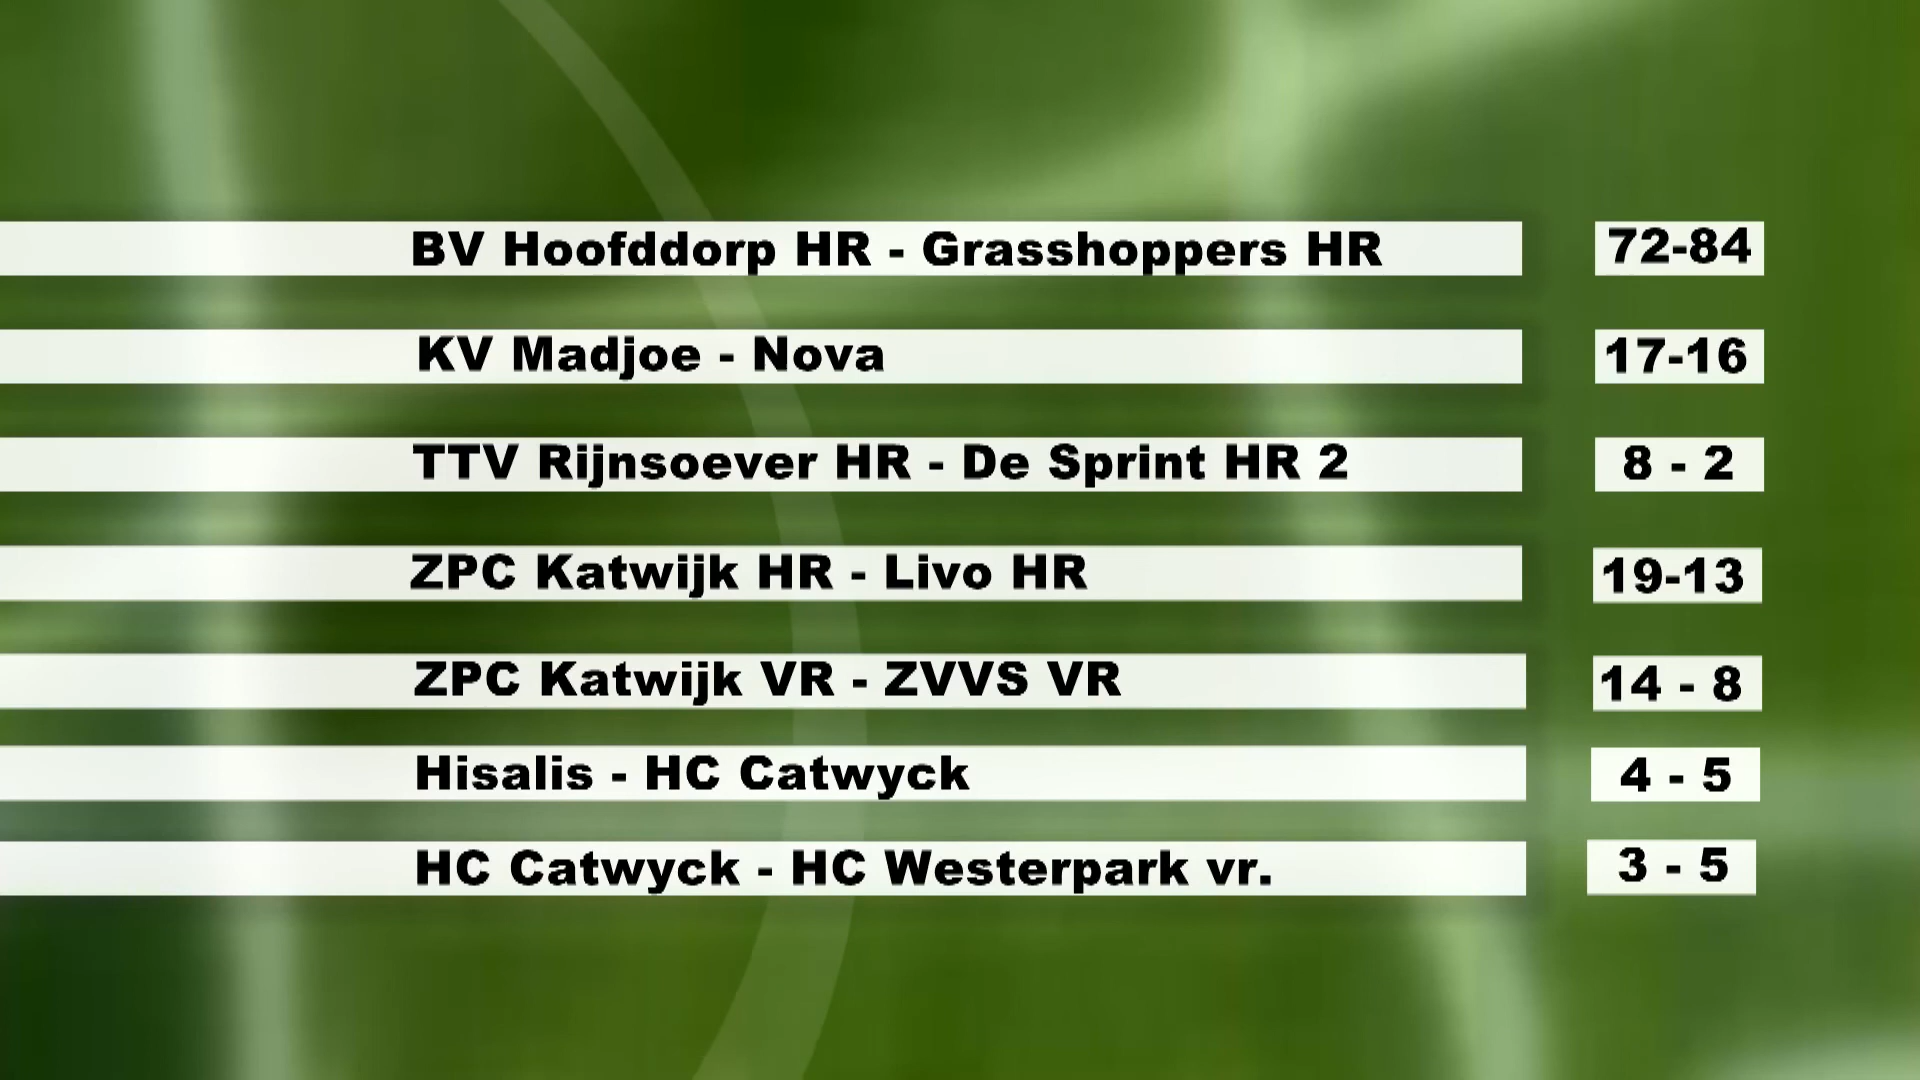 BV Hoofddorp HR - Grasshoppers HR 72-84
KV Madjoe - Nova 17-16
TTV Rijnsoever HR - De Sprint HR 2 8 - 2
ZPC Katwijk HR - Livo HR 19-13
ZPC Katwijk VR - ZVVS VR 14 - 8
Hisalis - HC Catwyck 4 - 5
HC Catwyck - HC Westerpark vr. 3 - 5